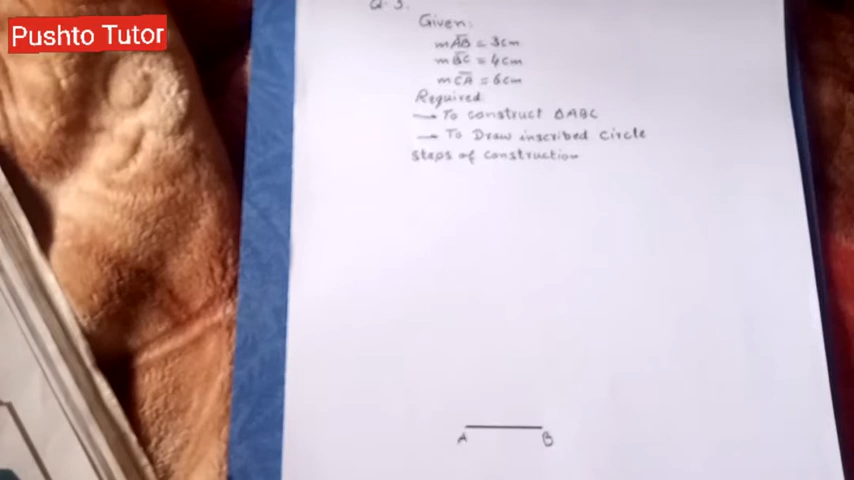 Pushto Tutor
Q.3.
Given:
mAB = 3cm
mBC = 4cm
mCA = 6cm
Required
→ To construct ΔABC
→ To Draw inscribed circle
steps of construction
A B